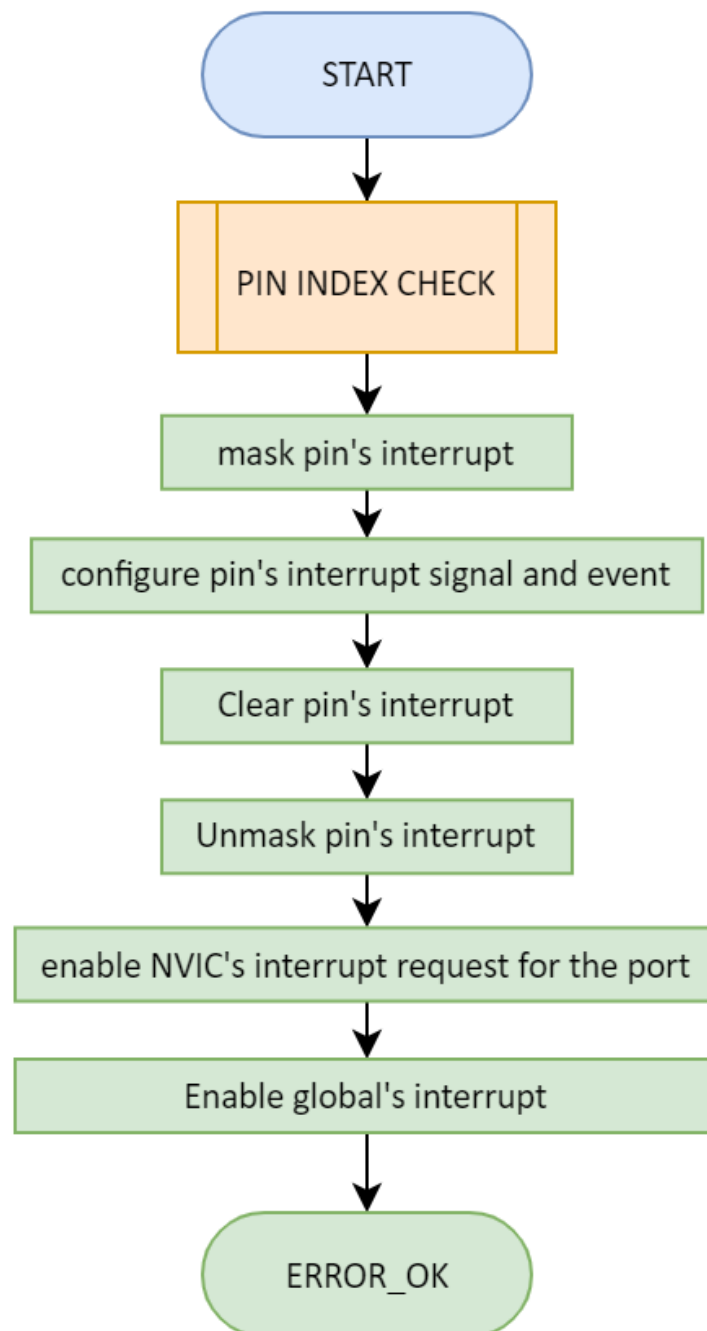 START
PIN INDEX CHECK
mask pin's interrupt
configure pin's interrupt signal and event
Clear pin's interrupt
Unmask pin's interrupt
enable NVIC's interrupt request for the port
Enable global's interrupt
ERROR_OK